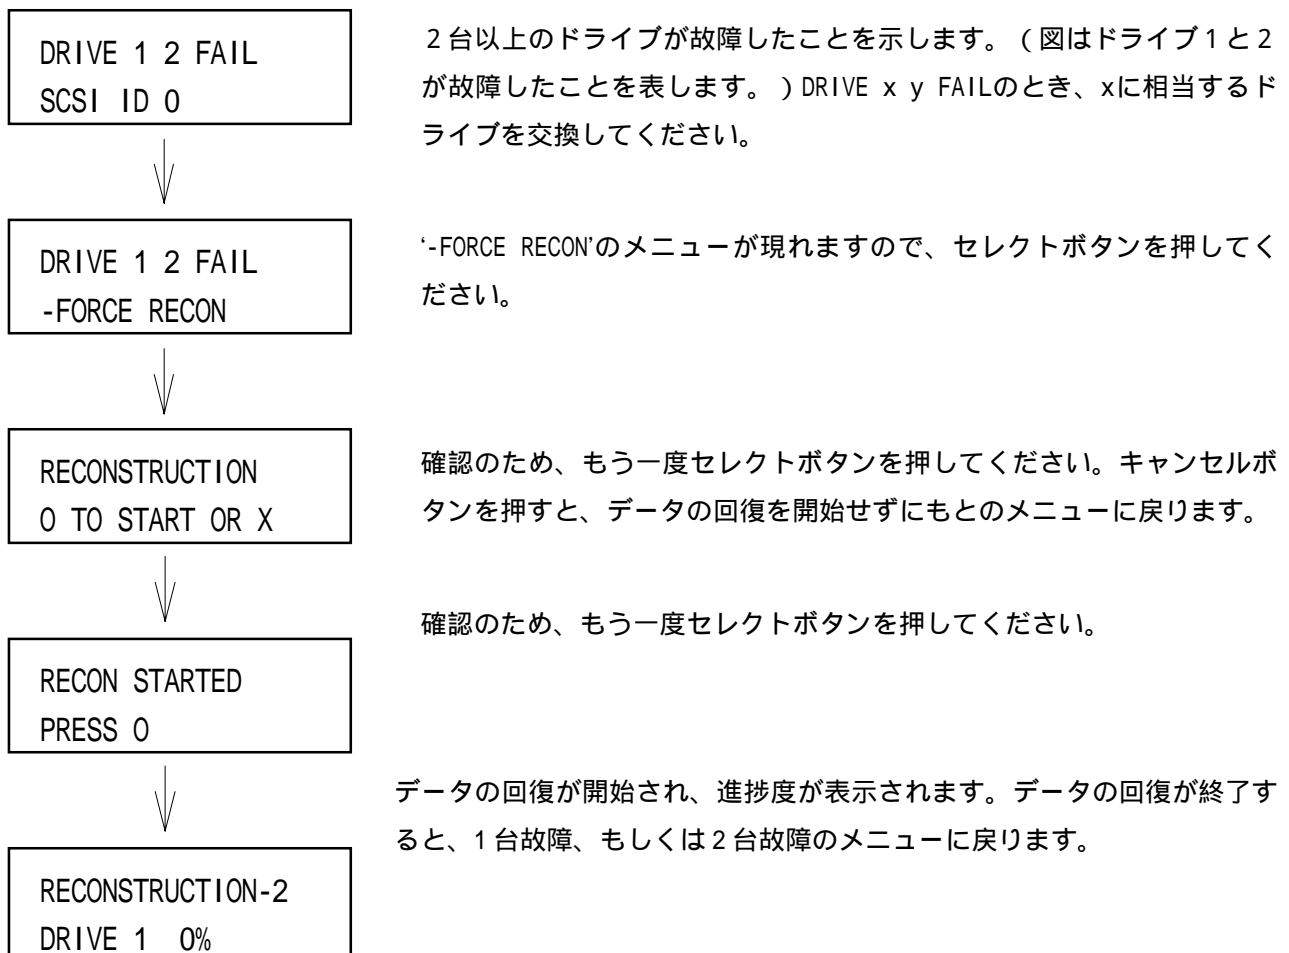 DRIVE 1 2 FAIL
SCSI ID 0
2台以上のドライブが故障したことを示します。(図はドライブ1と2
が故障したことを表します。)DRIVE x y FAILのとき、xに相当するド
ライブを交換してください。
DRIVE 1 2 FAIL
-FORCE RECON
‘-FORCE RECON’のメニューが現れますので、セレクトボタンを押してく
ださい。
RECONSTRUCTION
O TO START OR X
確認のため、もう一度セレクトボタンを押してください。キャンセルボ
タンを押すと、データの回復を開始せずにもとのメニューに戻ります。
確認のため、もう一度セレクトボタンを押してください。
RECON STARTED
PRESS O
データの回復が開始され、進捗度が表示されます。データの回復が終了す
ると、1台故障、もしくは2台故障のメニューに戻ります。
RECONSTRUCTION-2
DRIVE 1 0%